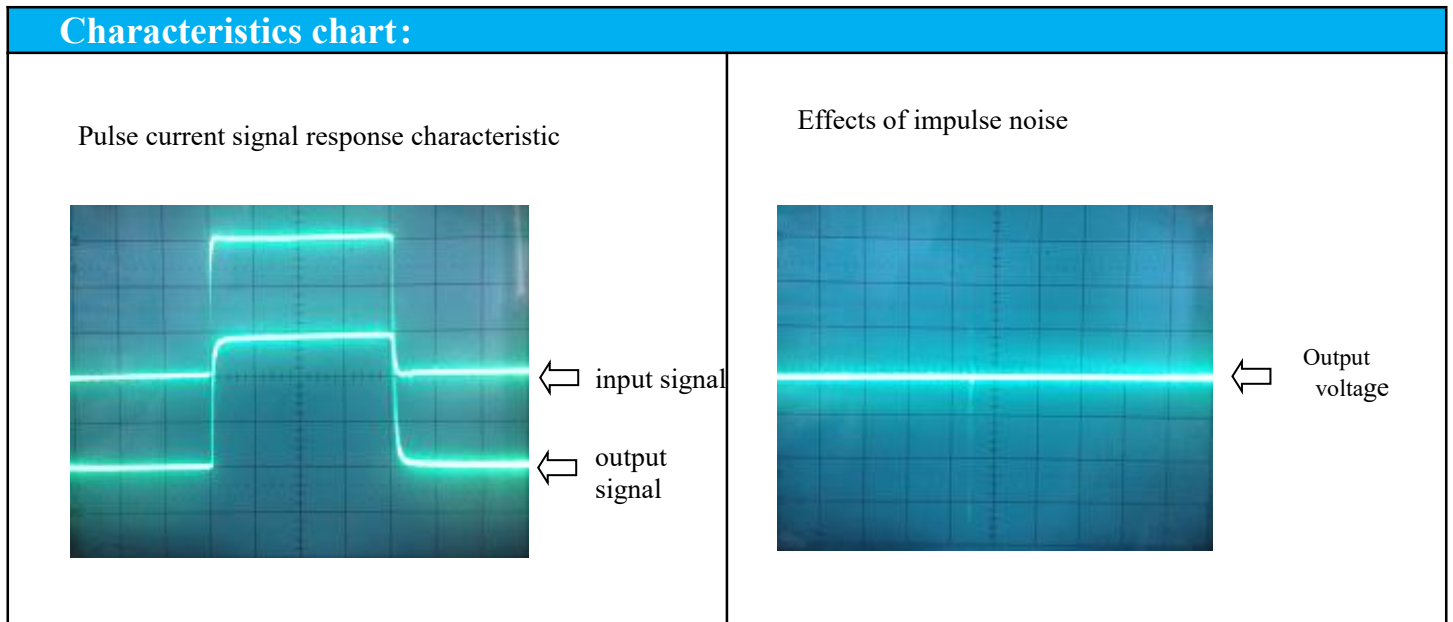 Characteristics chart:
Pulse current signal response characteristic
input signal
output
signal
Effects of impulse noise
Output
voltage